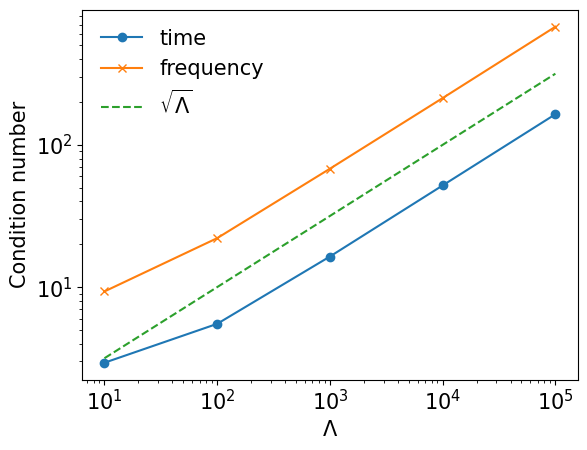 time
frequency
√Λ
Condition number
10²
10¹
10¹ 10² 10³ 10⁴ 10⁵
Λ